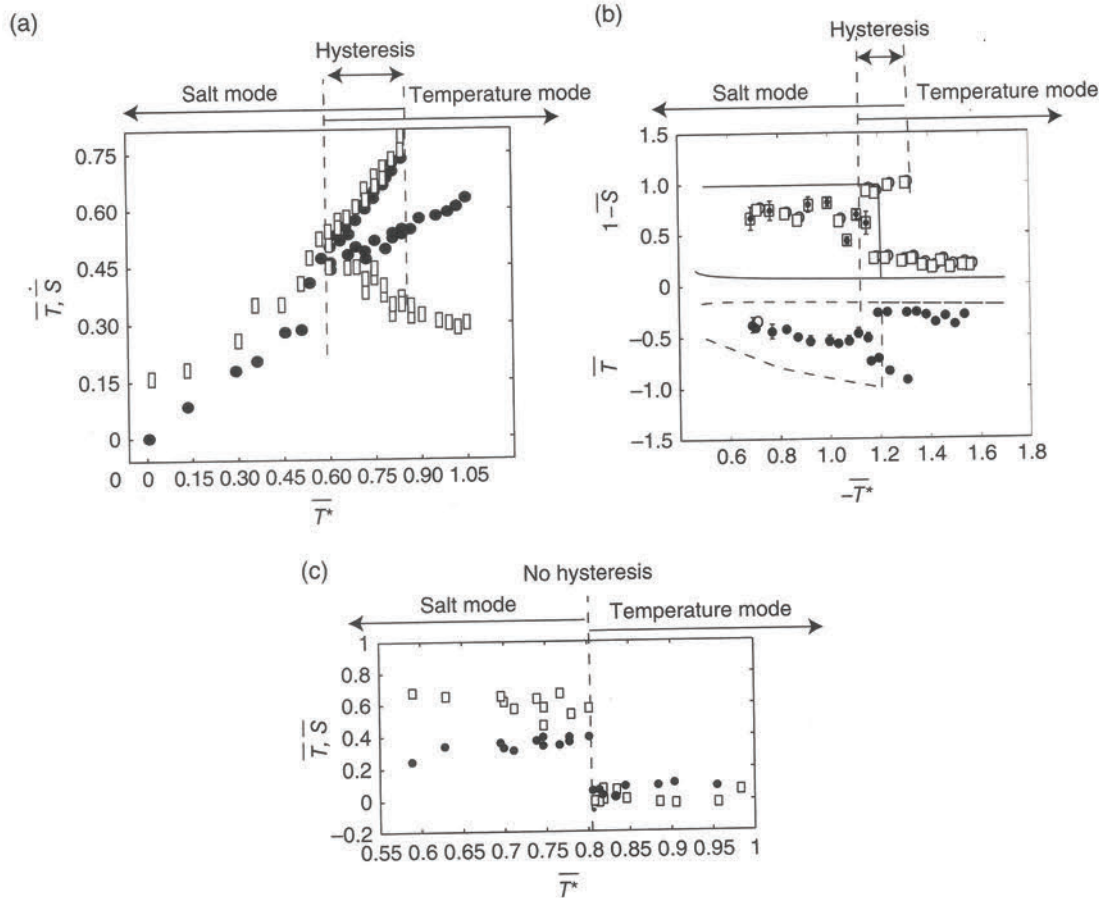 (a)
Hysteresis
Salt mode
Temperature mode
0.75
0.60
0.45
0.30
0.15
0
T, S
0 0 0.15 0.30 0.45 0.60 0.75 0.90 1.05
T*
(b)
Hysteresis
Salt mode
Temperature mode
1.5
1.0
0.5
0
−0.5
−1.0
−1.5
1−S
T
0.6 0.8 1.0 1.2 1.4 1.6 1.8
−T*
(c)
No hysteresis
Salt mode
Temperature mode
1
0.8
0.6
0.4
0.2
0
−0.2
T, S
0.55 0.6 0.65 0.7 0.75 0.8 0.85 0.9 0.95 1
T*